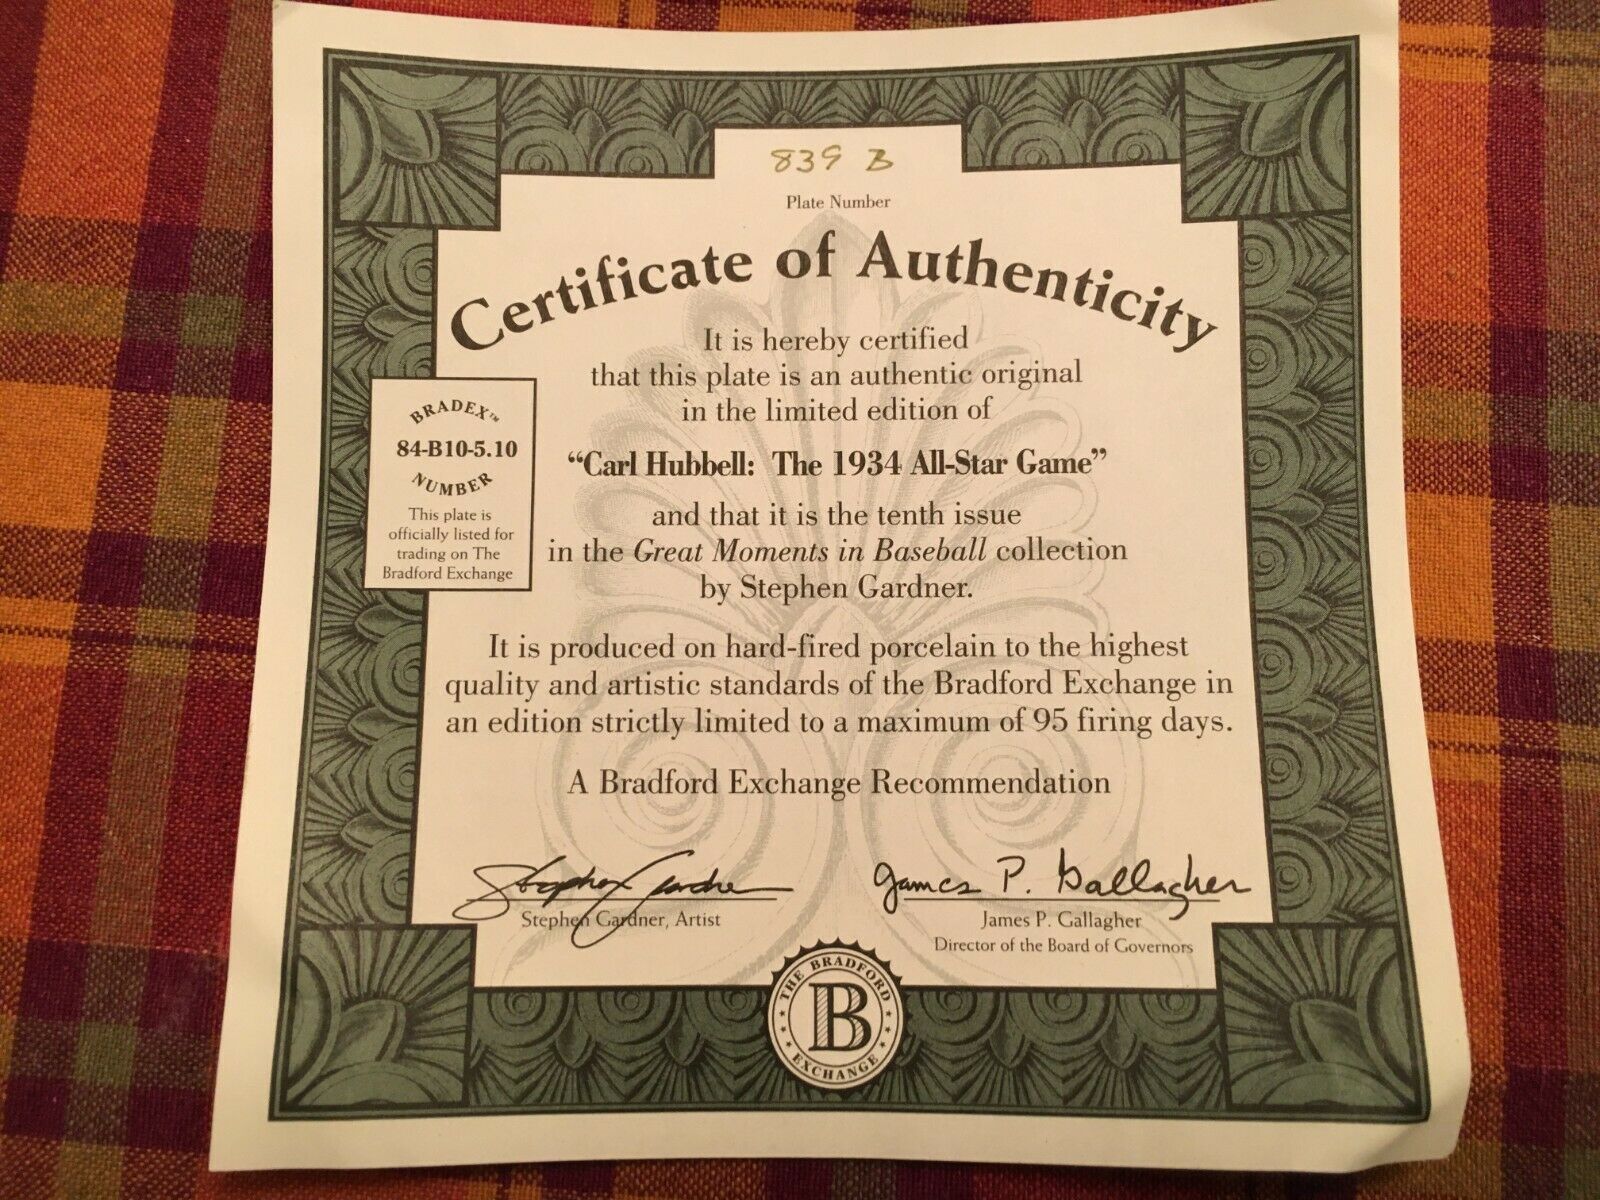 839 B
Plate Number
Certificate of Authenticity
It is hereby certified
that this plate is an authentic original
in the limited edition of
“Carl Hubbell: The 1934 All-Star Game”
and that it is the tenth issue
in the Great Moments in Baseball collection
by Stephen Gardner.
BRADEX™
84-B10-5.10
NUMBER
This plate is
officially listed for
trading on The
Bradford Exchange
It is produced on hard-fired porcelain to the highest
quality and artistic standards of the Bradford Exchange in
an edition strictly limited to a maximum of 95 firing days.
A Bradford Exchange Recommendation
Stephen Gardner
Stephen Gardner, Artist
James P. Gallagher
James P. Gallagher
Director of the Board of Governors
THE BRADFORD
B
EXCHANGE